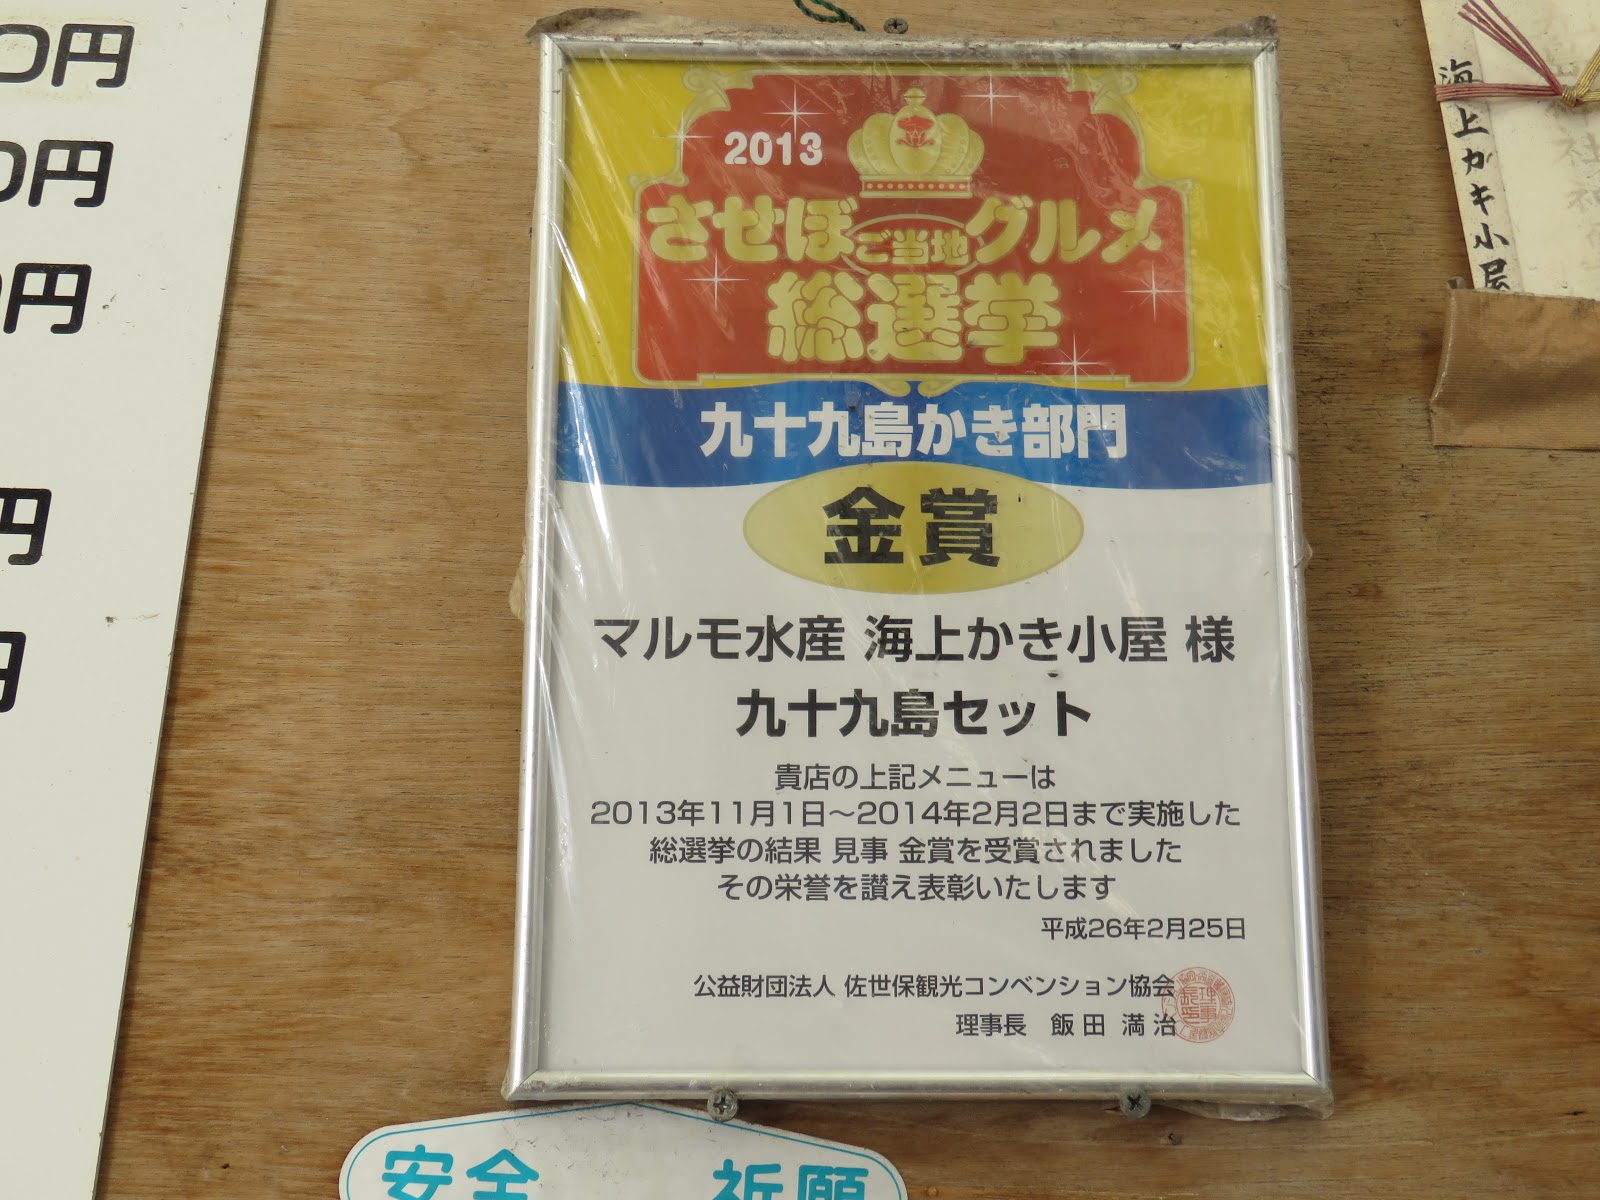 0円
0円
0円
円
円
2013
させぼご当地グルメ
総選挙
九十九島かき部門
金賞
マルモ水産 海上かき小屋 様
九十九島セット
貴店の上記メニューは
2013年11月1日～2014年2月2日まで実施した
総選挙の結果 見事 金賞を受賞されました
その栄誉を讃え表彰いたします
平成26年2月25日
公益財団法人 佐世保観光コンベンション協会
理事長 飯田 満治
海上カキ小屋
安全 祈願